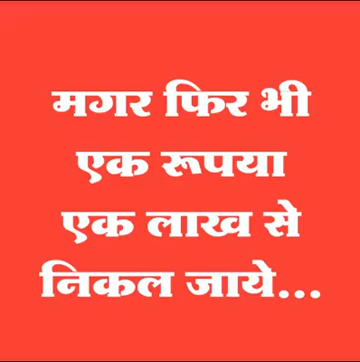 मगर फिर भी
एक रूपया
एक लाख से
निकल जाये...